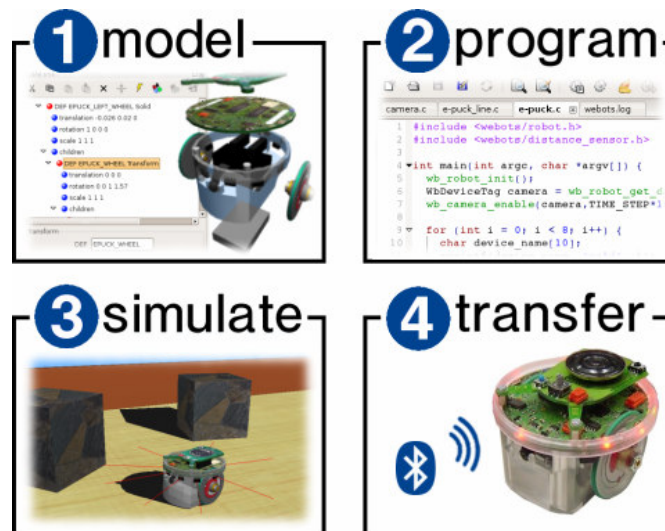 1 model
DEF EPUCK_LEFT_WHEEL Solid
translation -0.026 0.02 0
rotation 1 0 0 0
scale 1 1 1
children
DEF EPUCK_WHEEL Transform
translation 0 0 0
rotation 0 0 1 1.57
scale 1 1 1
children
DEF EPUCK_WHEEL
2 program
camera.c e-puck_line.c e-puck.c webots.log
1 #include <webots/robot.h>
2 #include <webots/distance_sensor.h>
3
4 int main(int argc, char *argv[]) {
5 wb_robot_init();
6 WbDeviceTag camera = wb_robot_get_d
7 wb_camera_enable(camera,TIME_STEP*1
8
9 for (int i = 0; i < 8; i++) {
10 char device_name[10];
3 simulate
4 transfer